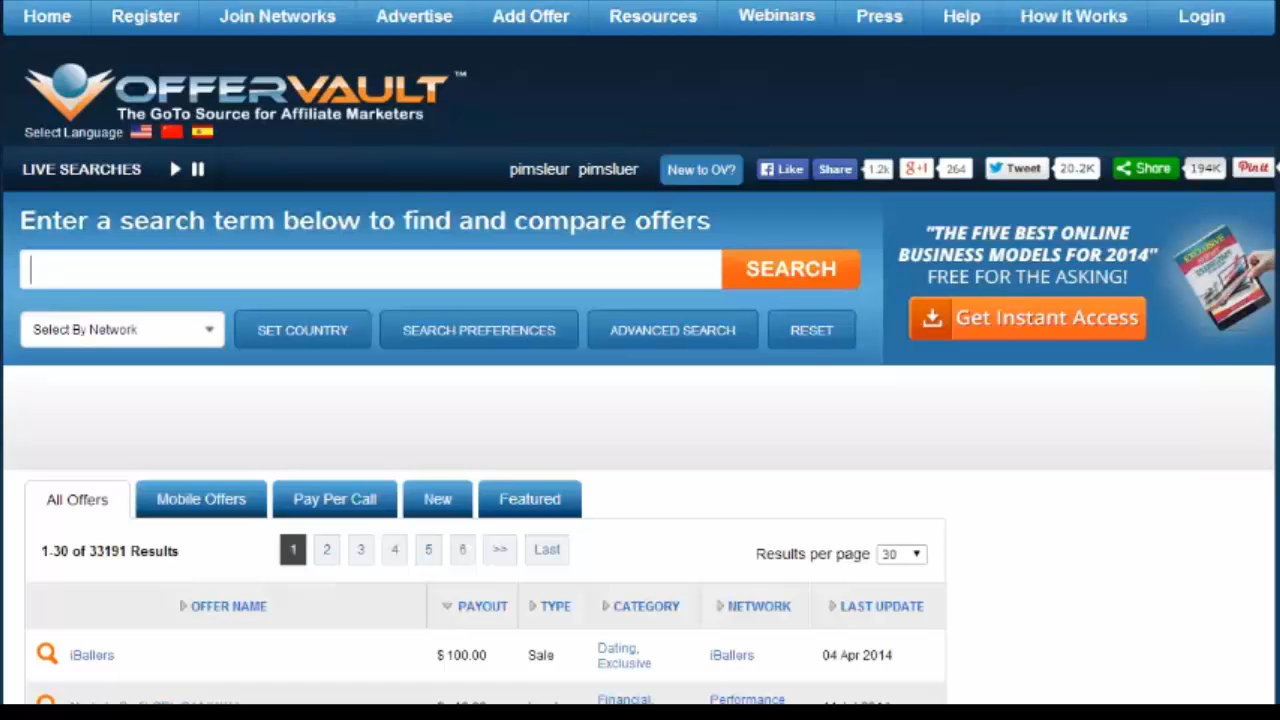 Home Register Join Networks Advertise Add Offer Resources Webinars Press Help How It Works Login
OFFERVAULT™
The GoTo Source for Affiliate Marketers
Select Language
LIVE SEARCHES pimsleur pimsluer New to OV? Like Share 1.2k g+1 264 Tweet 20.2K Share 194K Pin it
Enter a search term below to find and compare offers
SEARCH
Select By Network SET COUNTRY SEARCH PREFERENCES ADVANCED SEARCH RESET
"THE FIVE BEST ONLINE
BUSINESS MODELS FOR 2014"
FREE FOR THE ASKING!
Get Instant Access
All Offers Mobile Offers Pay Per Call New Featured
1-30 of 33191 Results 1 2 3 4 5 6 >> Last Results per page 30
OFFER NAME PAYOUT TYPE CATEGORY NETWORK LAST UPDATE
iBallers $100.00 Sale Dating, Exclusive iBallers 04 Apr 2014
Financial, Performance